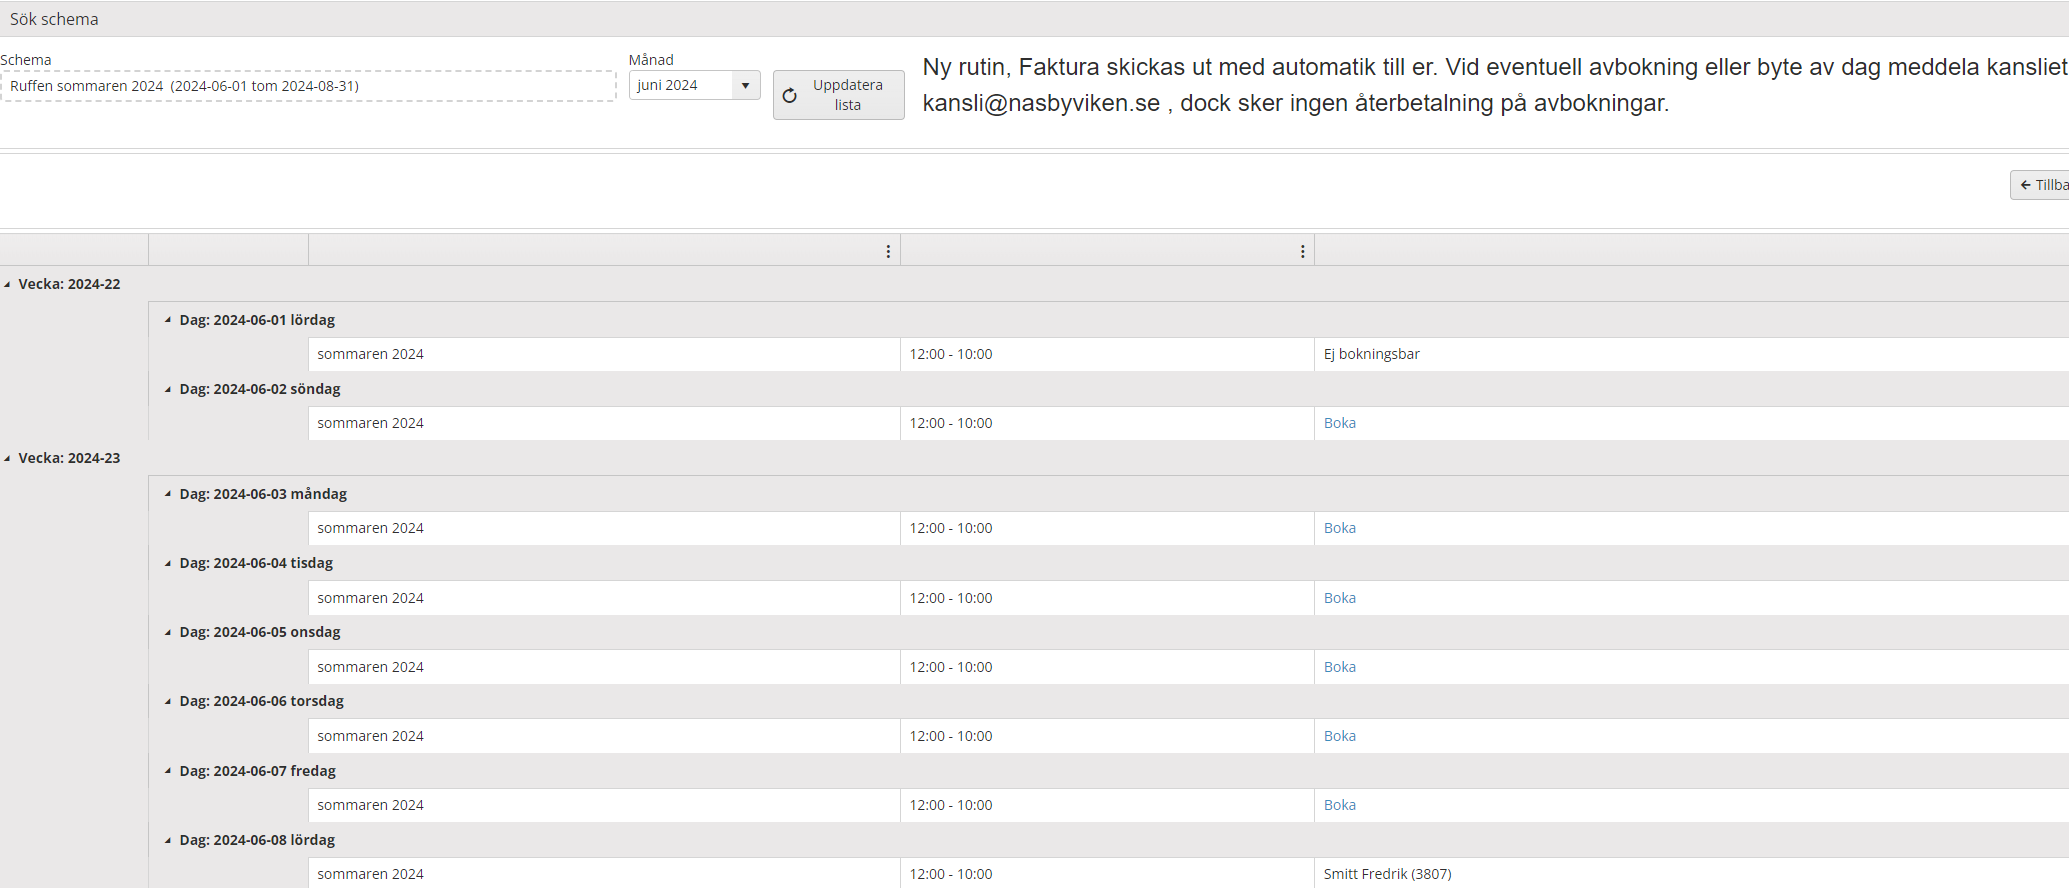 Sök schema
Schema
Månad
Ruffen sommaren 2024 (2024-06-01 tom 2024-08-31)
juni 2024
Uppdatera
lista
Ny rutin, Faktura skickas ut med automatik till er. Vid eventuell avbokning eller byte av dag meddela kansliet
kansli@nasbyviken.se , dock sker ingen återbetalning på avbokningar.
Tillba
Vecka: 2024-22
Dag: 2024-06-01 lördag
sommaren 2024 12:00 - 10:00 Ej bokningsbar
Dag: 2024-06-02 söndag
sommaren 2024 12:00 - 10:00 Boka
Vecka: 2024-23
Dag: 2024-06-03 måndag
sommaren 2024 12:00 - 10:00 Boka
Dag: 2024-06-04 tisdag
sommaren 2024 12:00 - 10:00 Boka
Dag: 2024-06-05 onsdag
sommaren 2024 12:00 - 10:00 Boka
Dag: 2024-06-06 torsdag
sommaren 2024 12:00 - 10:00 Boka
Dag: 2024-06-07 fredag
sommaren 2024 12:00 - 10:00 Boka
Dag: 2024-06-08 lördag
sommaren 2024 12:00 - 10:00 Smitt Fredrik (3807)